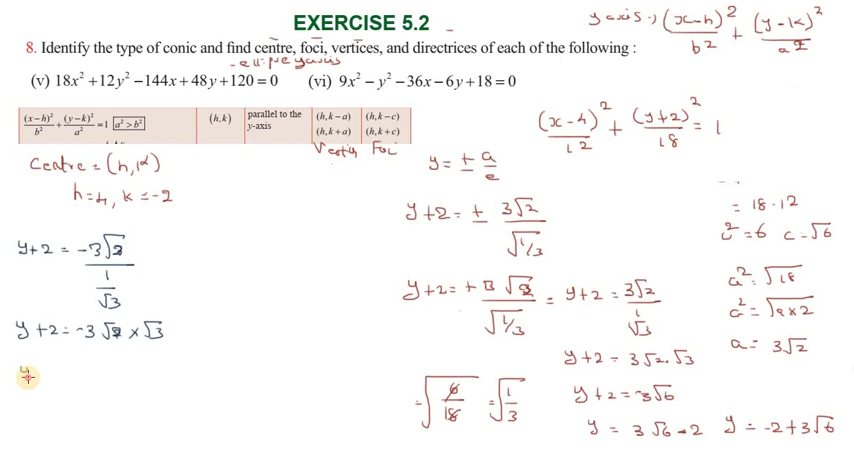 EXERCISE 5.2
y axis → (x-h)²/b² + (y-k)²/a²
8. Identify the type of conic and find centre, foci, vertices, and directrices of each of the following :
(v) 18x² +12y² −144x + 48y +120 = 0 (vi) 9x² − y² −36x − 6y +18 = 0
(x−h)²/b² + (y−k)²/a² = 1 a² > b² (h, k) parallel to the y-axis (h, k − a) (h, k + a) (h, k − c) (h, k + c)
(x-4)²/12 + (y+2)²/18 = 1
Centre = (h, k)
h = 4, k = -2
y = ± a/e
y+2 = ± 3√2/√1/3
= 18-12
c² = 6 c = √6
y+2 = -3√2/1/√3
y+2 = + 3√2/√1/3 = y+2 = 3√2/1/√3
a² = √18
a² = √9×2
a = 3√2
y+2 = -3√2 × √3
y+2 = 3√2.√3
y+2 = 3√6
= √6/18 = √1/3
y = 3√6-2
y = -2+3√6
y